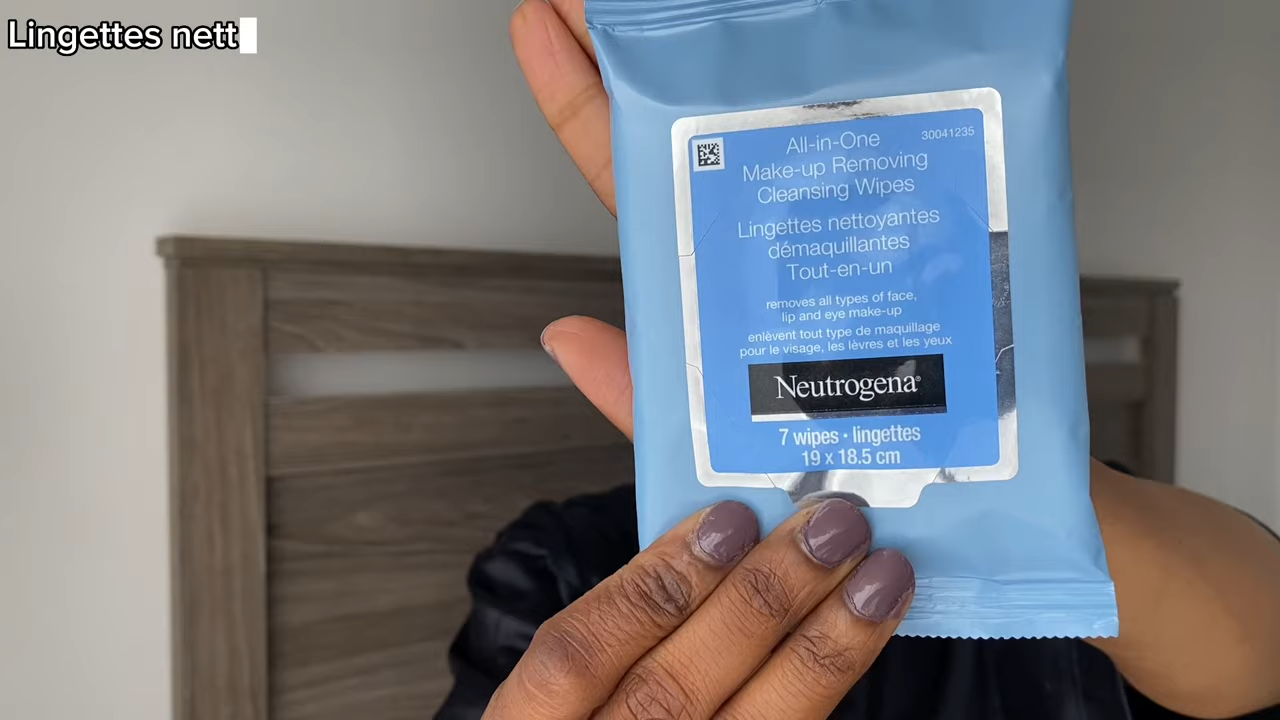 Lingettes nett
All-in-One
30041235
Make-up Removing
Cleansing Wipes
Lingettes nettoyantes
démaquillantes
Tout-en-un
removes all types of face,
lip and eye make-up
enlèvent tout type de maquillage
pour le visage, les lèvres et les yeux
Neutrogena®
7 wipes • lingettes
19 x 18.5 cm